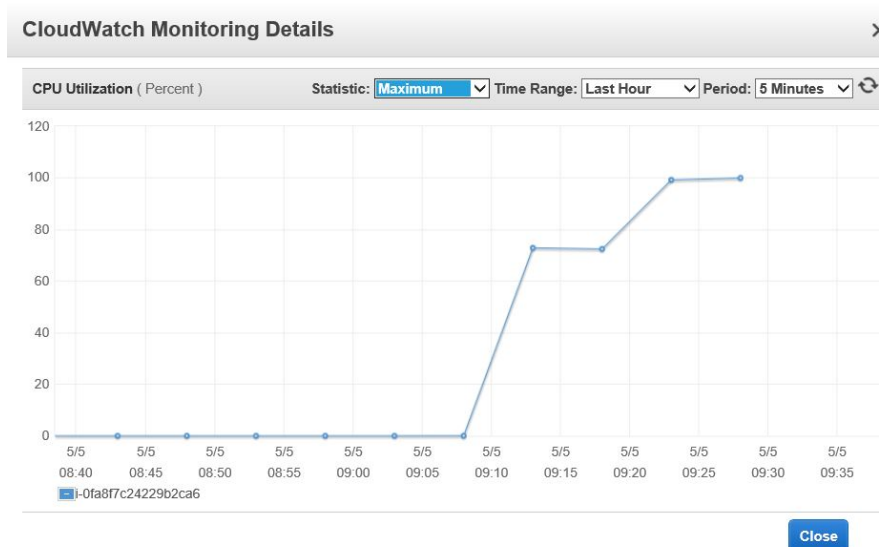 CloudWatch Monitoring Details
CPU Utilization ( Percent ) Statistic: Maximum Time Range: Last Hour Period: 5 Minutes
120
100
80
60
40
20
0
5/5 5/5 5/5 5/5 5/5 5/5 5/5 5/5 5/5 5/5 5/5 5/5
08:40 08:45 08:50 08:55 09:00 09:05 09:10 09:15 09:20 09:25 09:30 09:35
i-0fa8f7c24229b2ca6
Close